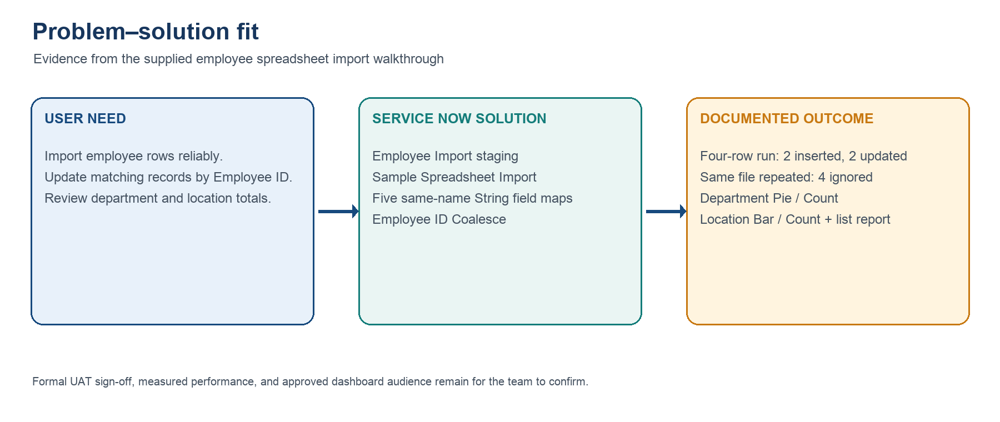 Problem–solution fit
Evidence from the supplied employee spreadsheet import walkthrough
USER NEED
Import employee rows reliably.
Update matching records by Employee ID.
Review department and location totals.
SERVICE NOW SOLUTION
Employee Import staging
Sample Spreadsheet Import
Five same-name String field maps
Employee ID Coalesce
DOCUMENTED OUTCOME
Four-row run: 2 inserted, 2 updated
Same file repeated: 4 ignored
Department Pie / Count
Location Bar / Count + list report
Formal UAT sign-off, measured performance, and approved dashboard audience remain for the team to confirm.